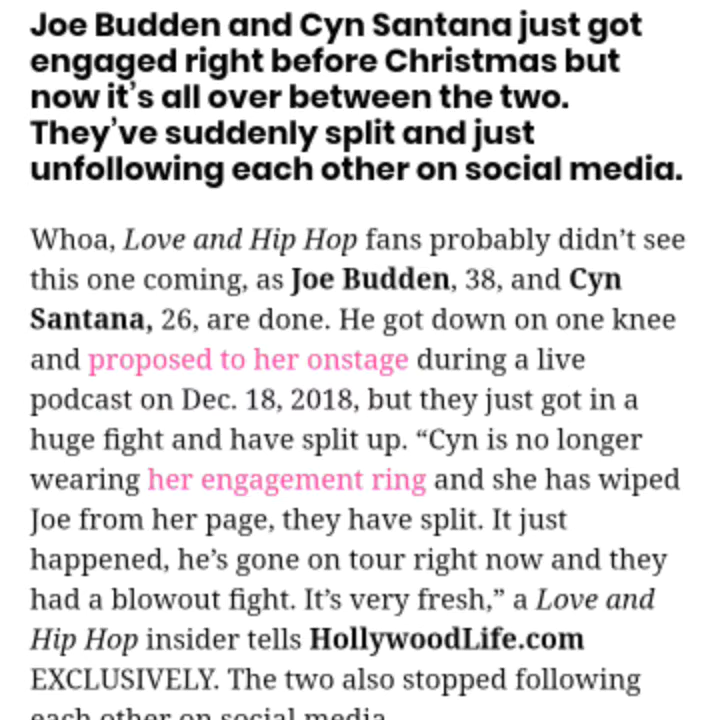 Joe Budden and Cyn Santana just got
engaged right before Christmas but
now it’s all over between the two.
They’ve suddenly split and just
unfollowing each other on social media.
Whoa, Love and Hip Hop fans probably didn’t see
this one coming, as Joe Budden, 38, and Cyn
Santana, 26, are done. He got down on one knee
and proposed to her onstage during a live
podcast on Dec. 18, 2018, but they just got in a
huge fight and have split up. “Cyn is no longer
wearing her engagement ring and she has wiped
Joe from her page, they have split. It just
happened, he’s gone on tour right now and they
had a blowout fight. It’s very fresh,” a Love and
Hip Hop insider tells HollywoodLife.com
EXCLUSIVELY. The two also stopped following
each other on social media